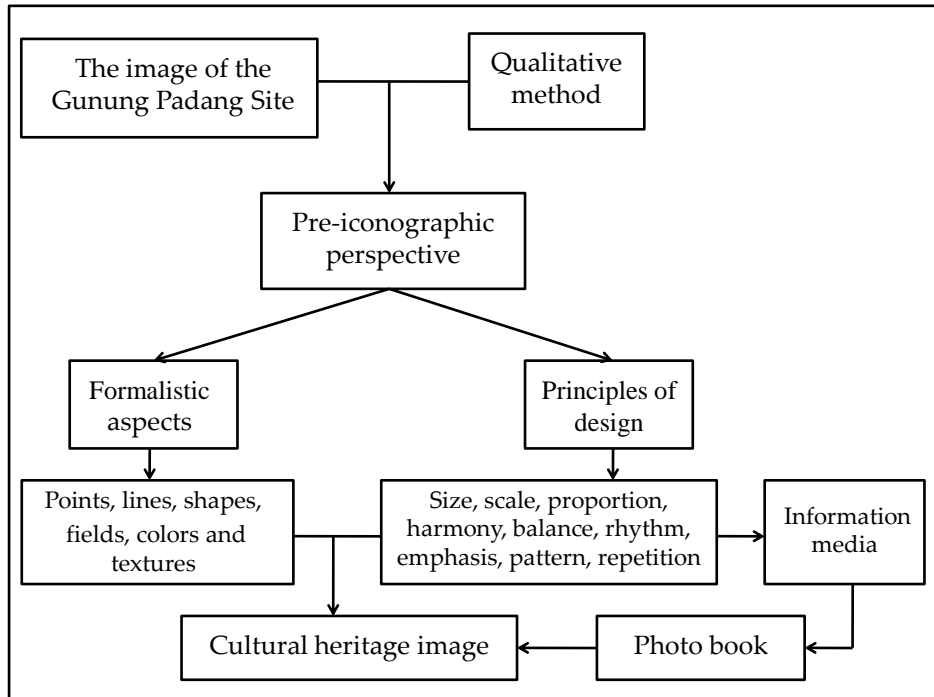 The image of the
Gunung Padang Site
Qualitative
method
Pre-iconographic
perspective
Formalistic
aspects
Principles of
design
Points, lines, shapes,
fields, colors and
textures
Size, scale, proportion,
harmony, balance, rhythm,
emphasis, pattern, repetition
Information
media
Cultural heritage image
Photo book